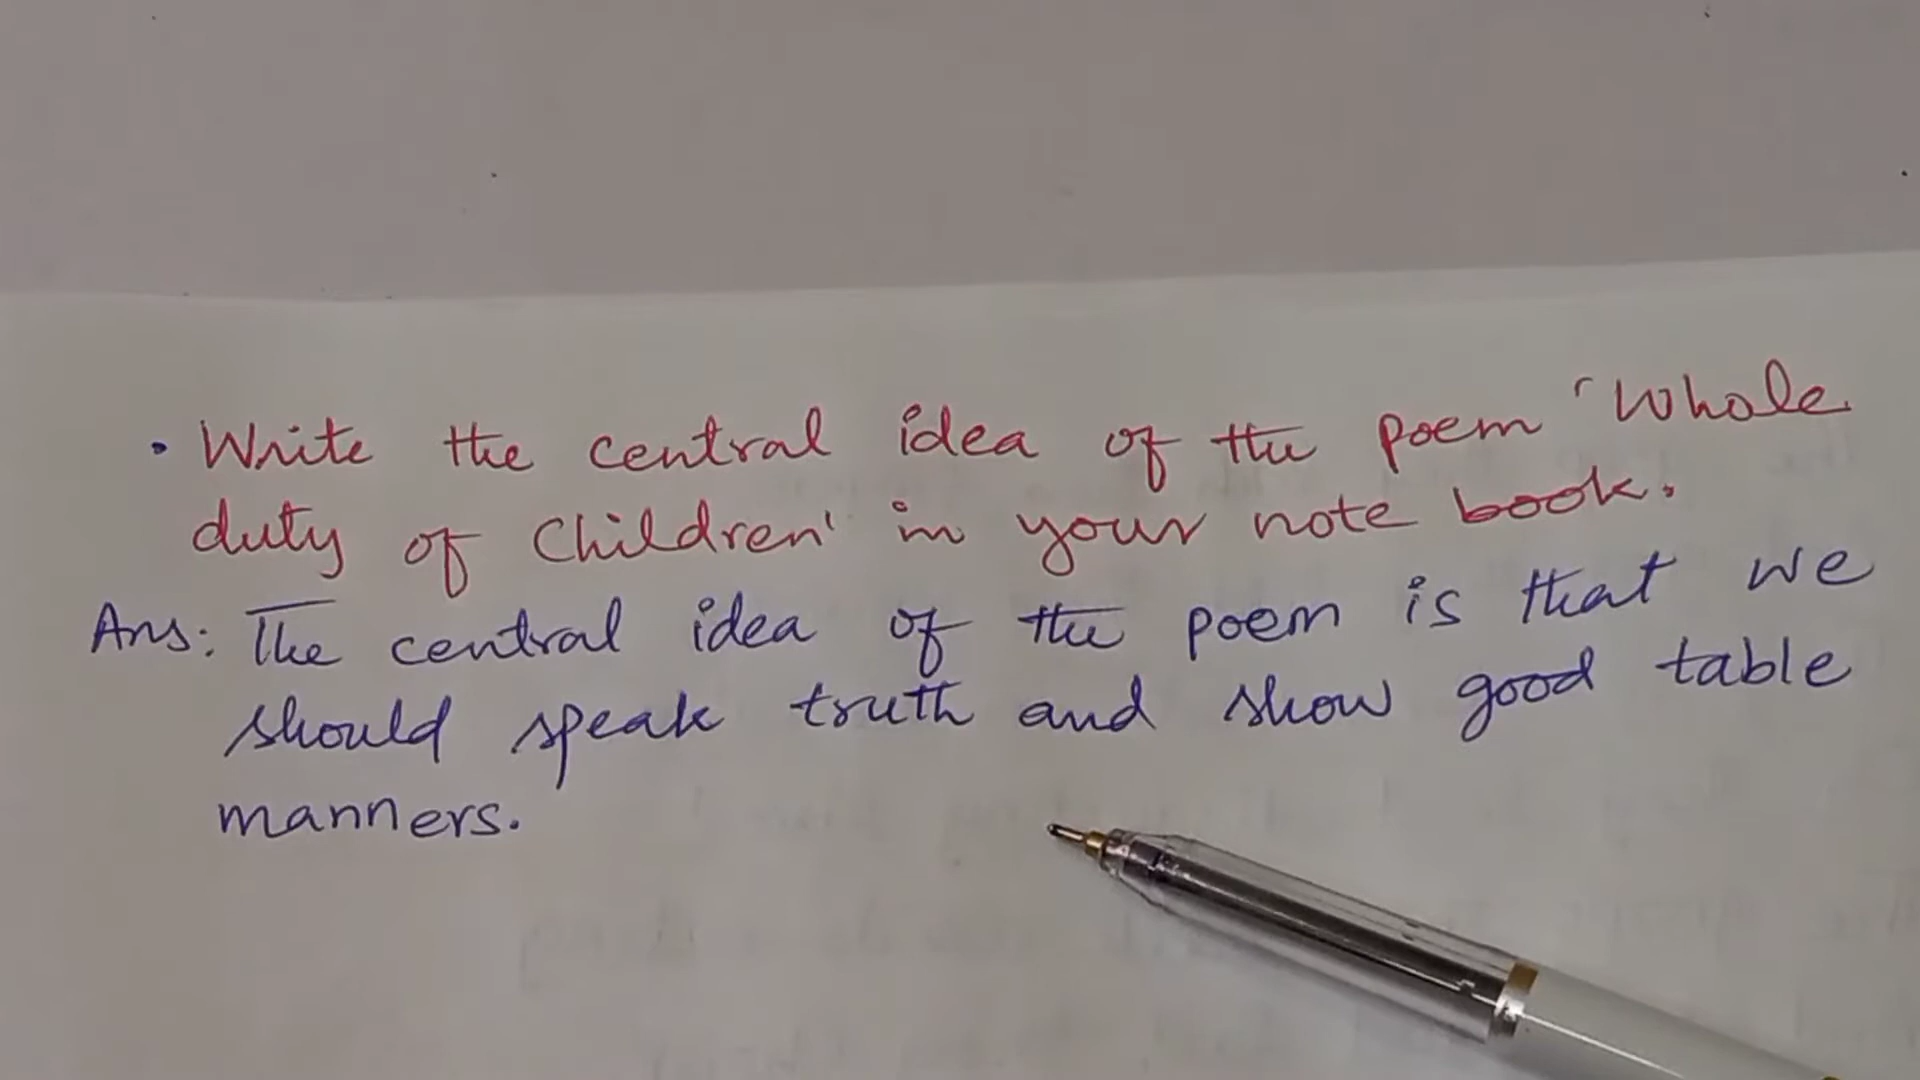 • Write the central idea of the poem 'Whole
duty of Children' in your note book.
Ans: The central idea of the poem is that we
should speak truth and show good table
manners.